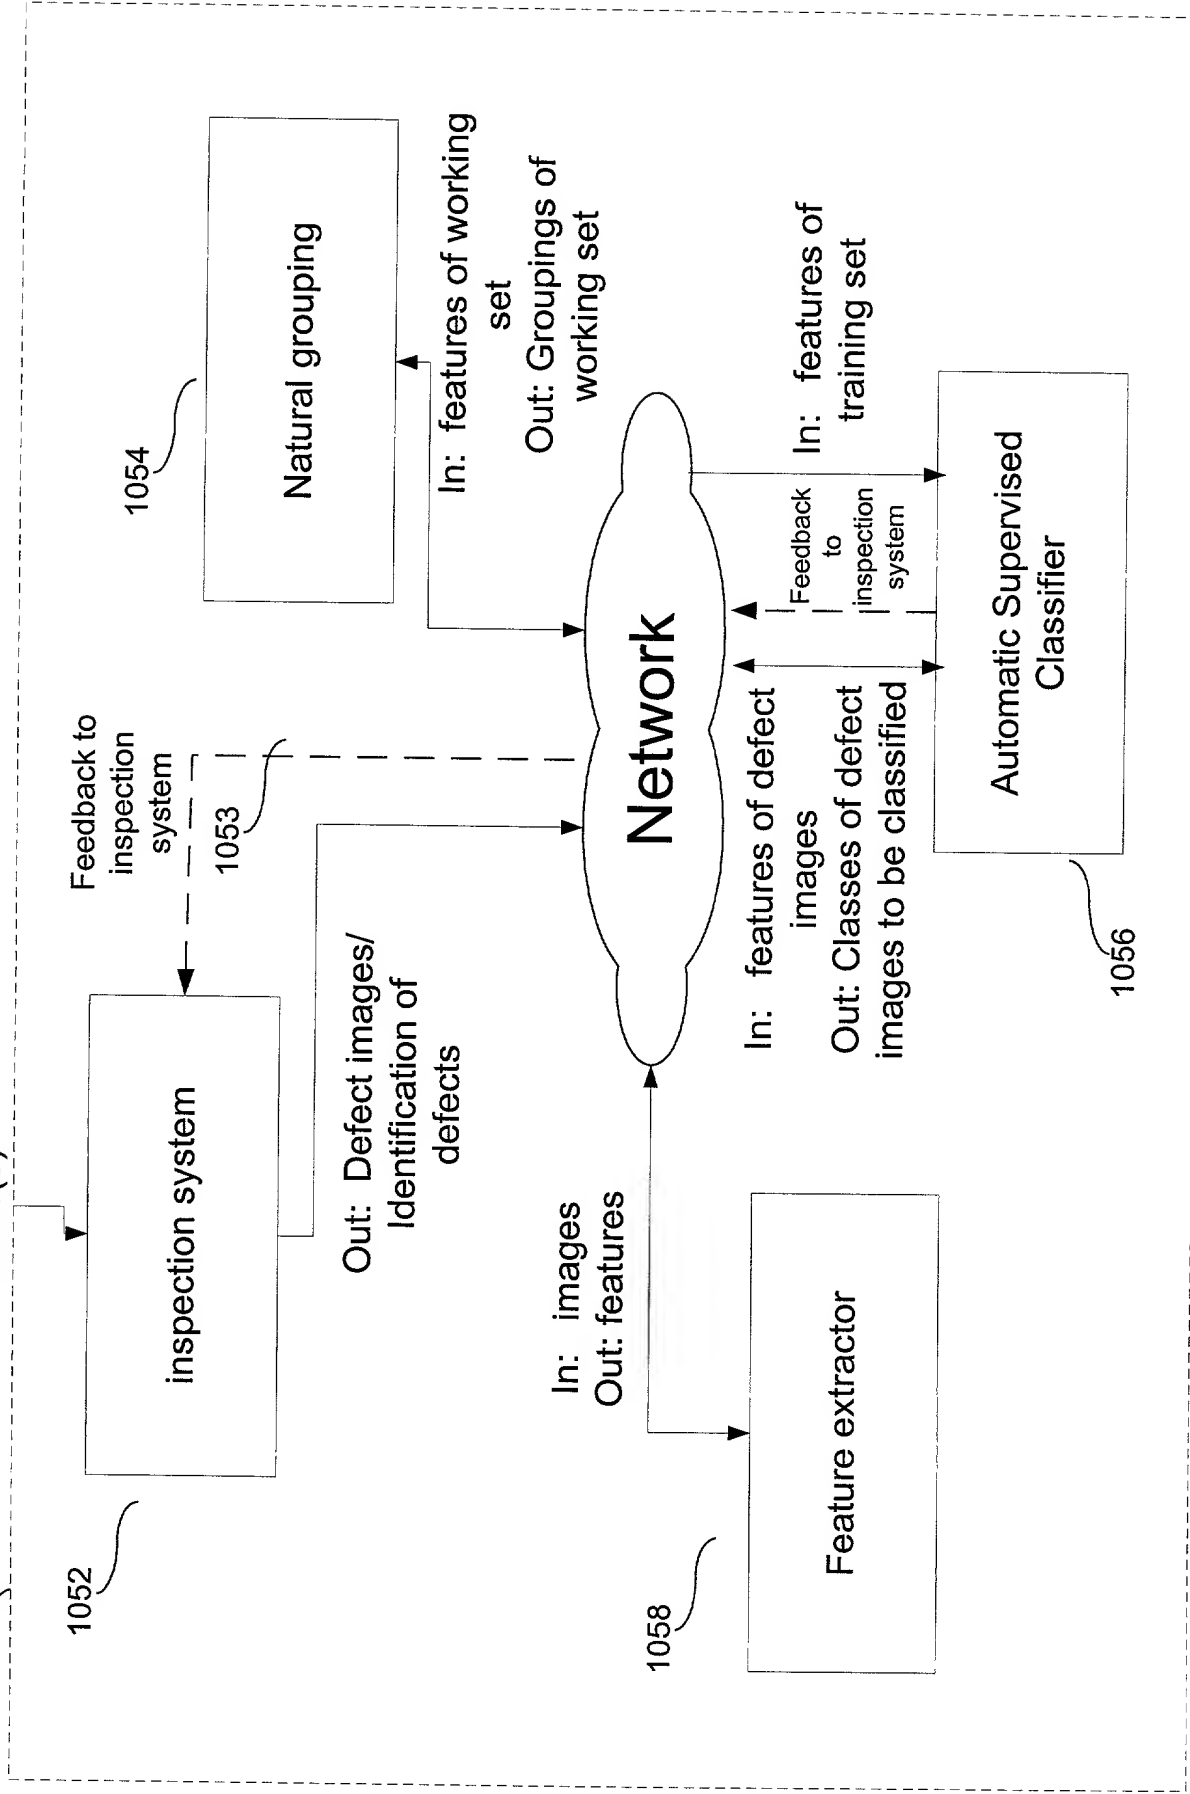 1052
inspection system
Feedback to
inspection
system
1053
Out: Defect images/
Identification of
defects
1054
Natural grouping
In: features of working
set
Out: Groupings of
working set
Network
In: images
Out: features
1058
Feature extractor
In: features of defect
images
Out: Classes of defect
images to be classified
Feedback
to
inspection
system
In: features of
training set
1056
Automatic Supervised
Classifier